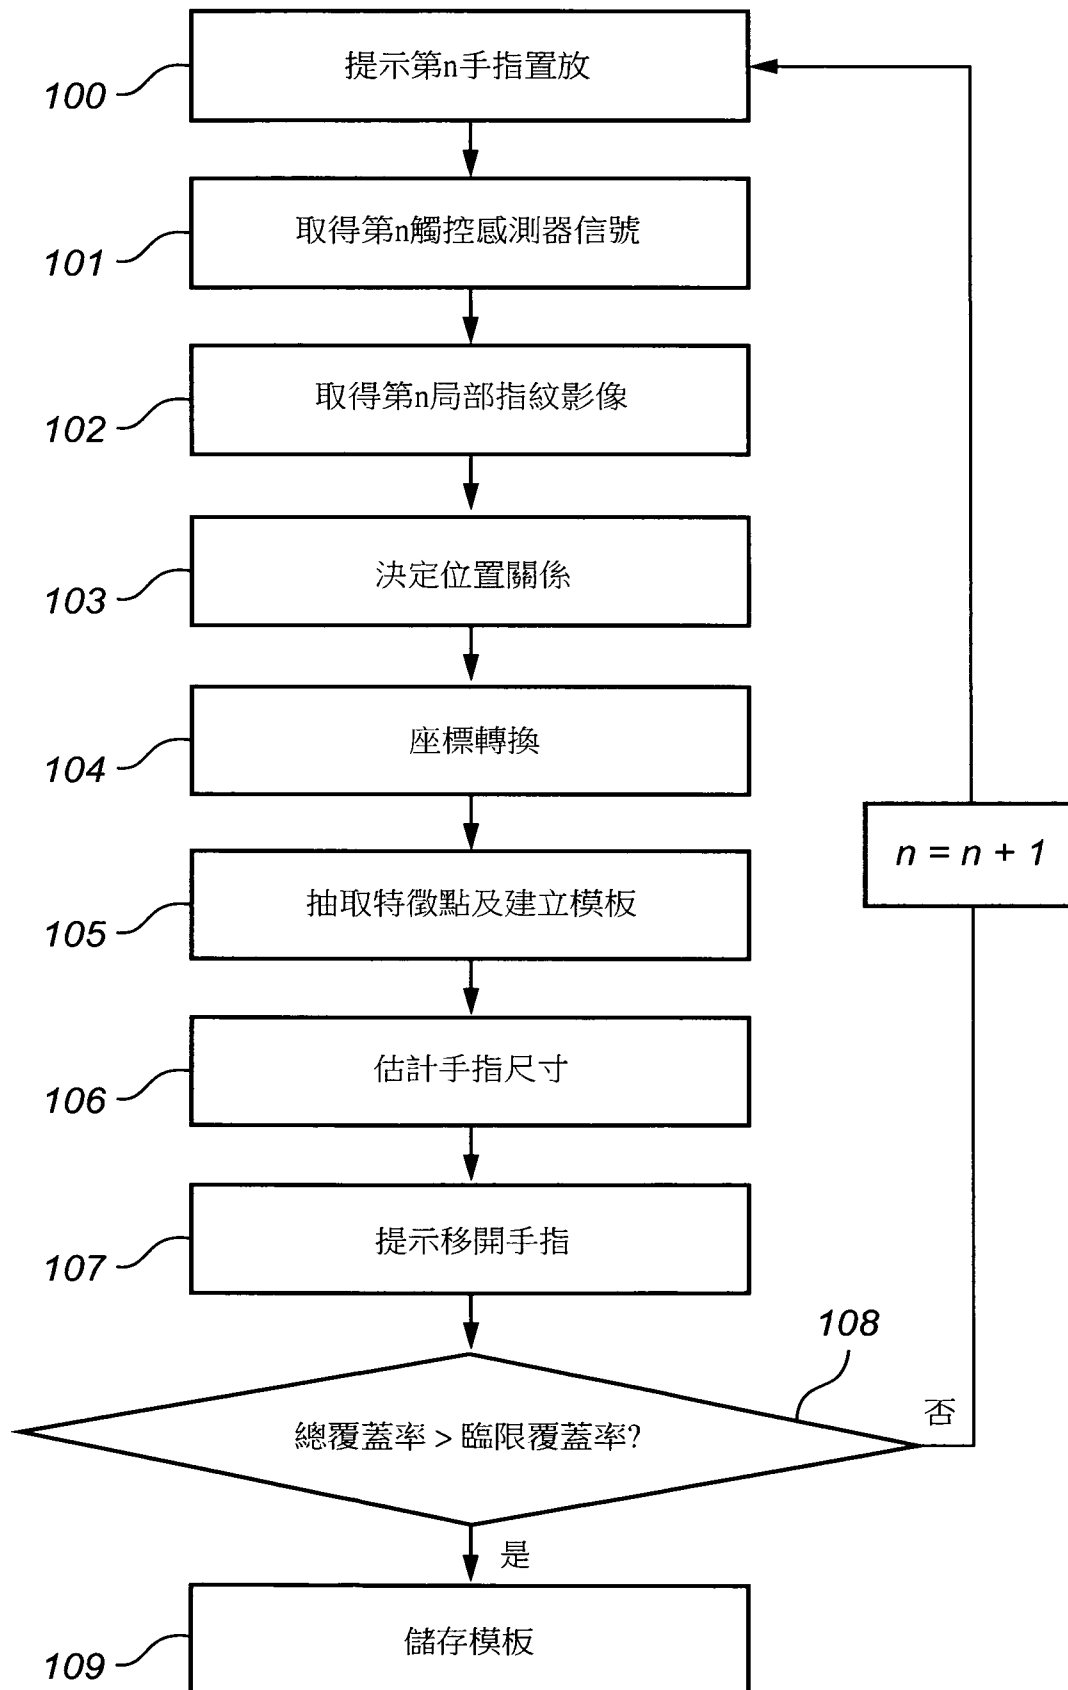 提示第n手指置放
100
取得第n觸控感測器信號
101
取得第n局部指紋影像
102
決定位置關係
103
座標轉換
104
n = n + 1
抽取特徵點及建立模板
105
估計手指尺寸
106
提示移開手指
107
108
總覆蓋率 > 臨限覆蓋率?
否
是
儲存模板
109